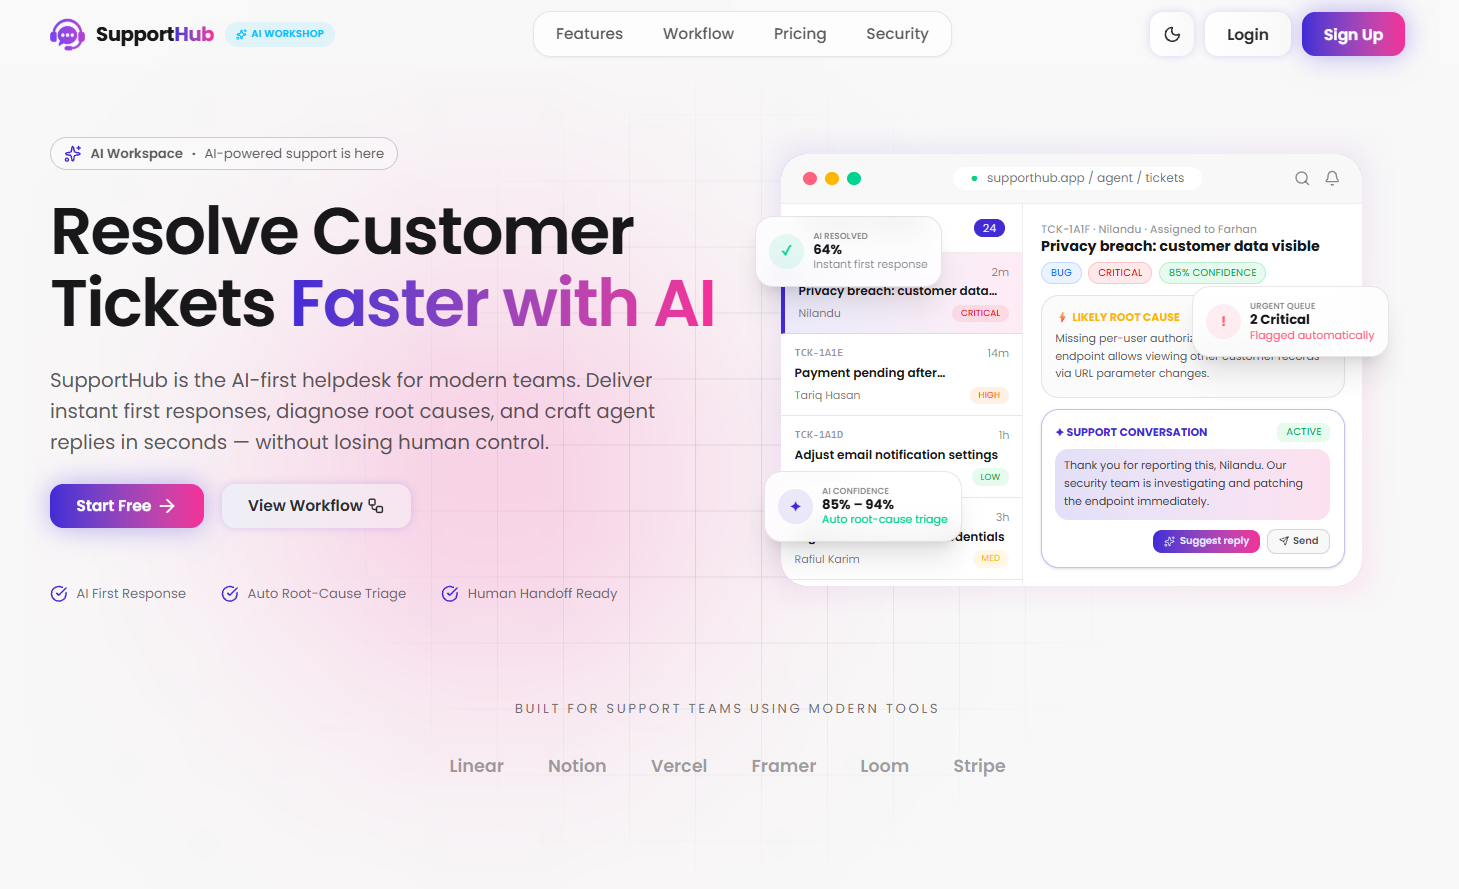 SupportHub
AI WORKSHOP
Features
Workflow
Pricing
Security
Login
Sign Up
AI Workspace • AI-powered support is here
Resolve Customer
Tickets Faster with AI
SupportHub is the AI-first helpdesk for modern teams. Deliver
instant first responses, diagnose root causes, and craft agent
replies in seconds — without losing human control.
Start Free
View Workflow
AI First Response
Auto Root-Cause Triage
Human Handoff Ready
supporthub.app / agent / tickets
24
AI RESOLVED
64%
Instant first response
2m
Privacy breach: customer data...
Nilandu
CRITICAL
TCK-1A1E
14m
Payment pending after...
Tariq Hasan
HIGH
TCK-1A1D
1h
Adjust email notification settings
LOW
AI CONFIDENCE
85% – 94%
Auto root-cause triage
3h
Rafiul Karim
MED
TCK-1A1F · Nilandu · Assigned to Farhan
Privacy breach: customer data visible
BUG
CRITICAL
85% CONFIDENCE
LIKELY ROOT CAUSE
Missing per-user
endpoint allows viewing other customer records
via URL parameter changes.
URGENT QUEUE
2 Critical
Flagged automatically
SUPPORT CONVERSATION
ACTIVE
Thank you for reporting this, Nilandu. Our
security team is investigating and patching
the endpoint immediately.
Suggest reply
Send
BUILT FOR SUPPORT TEAMS USING MODERN TOOLS
Linear
Notion
Vercel
Framer
Loom
Stripe